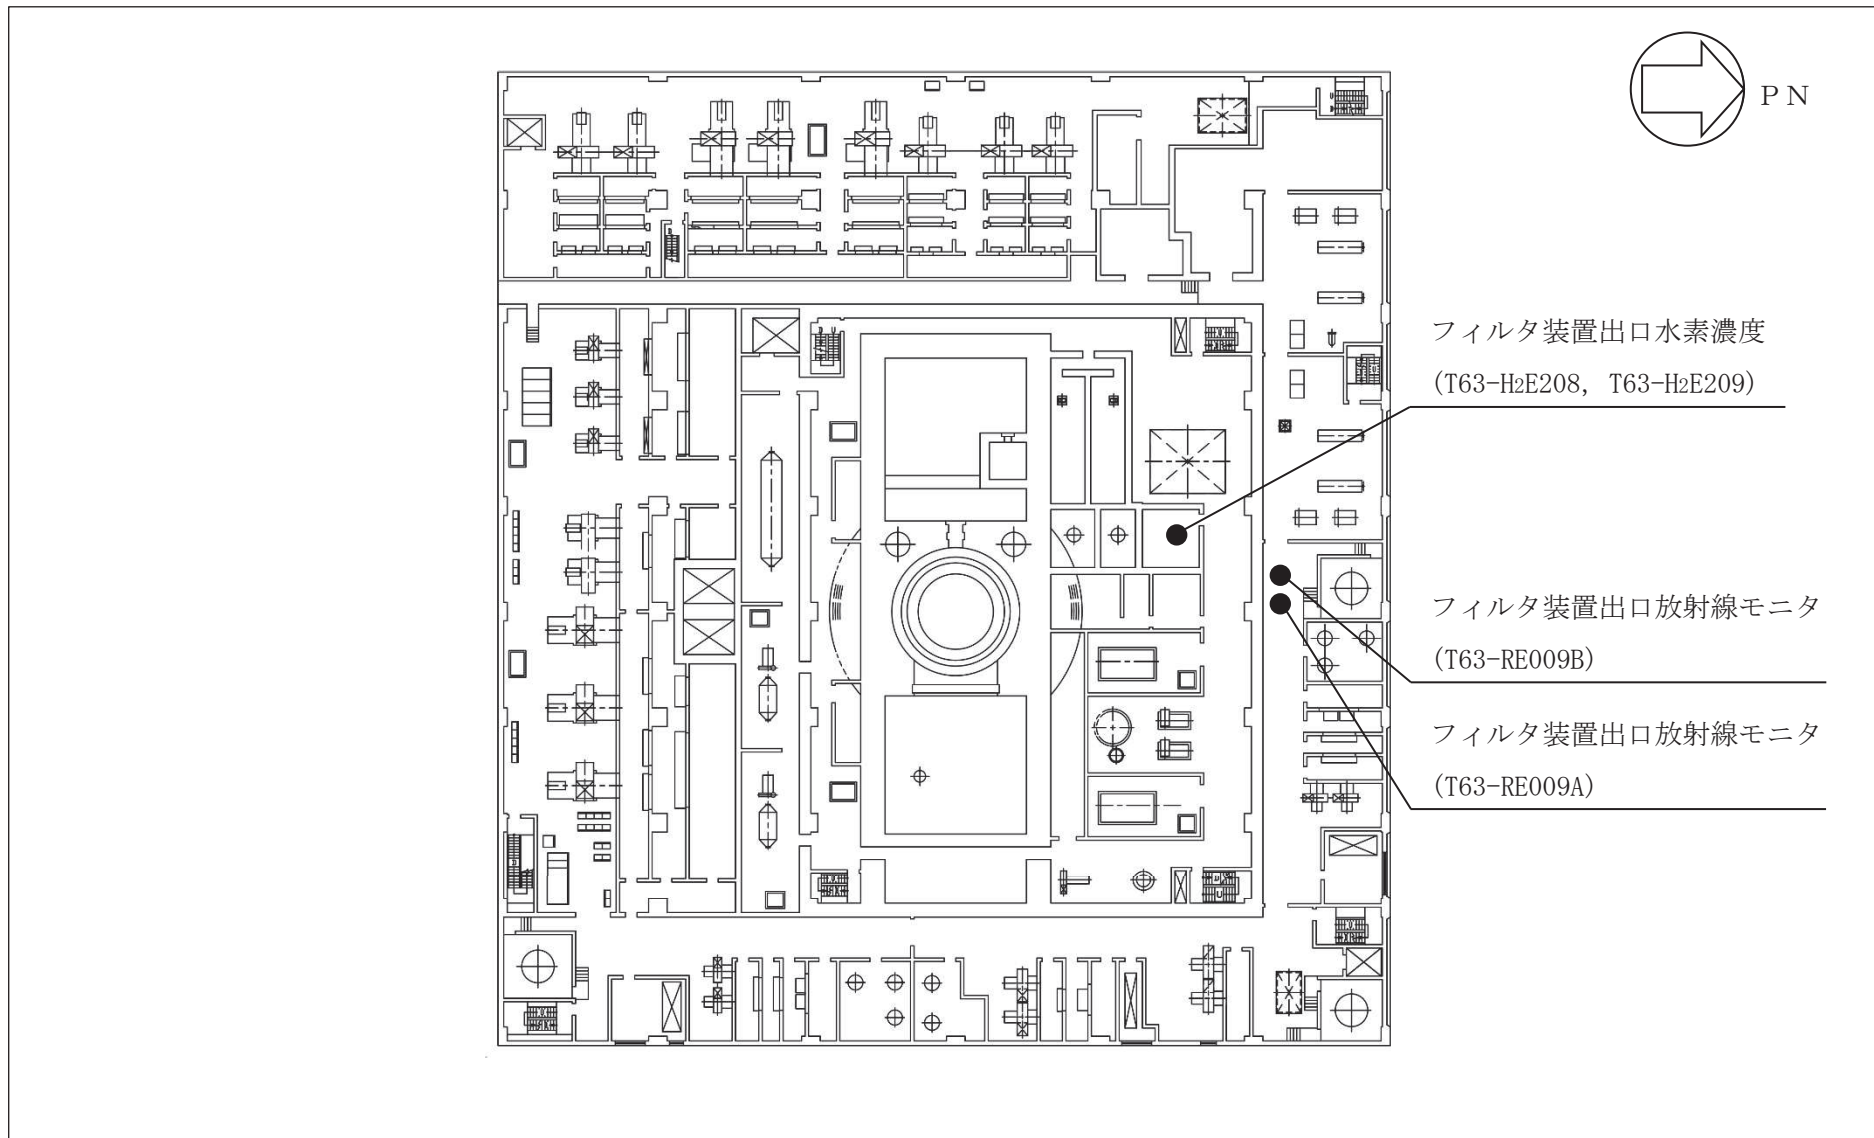 PN
フィルタ装置出口水素濃度
(T63-H2E208, T63-H2E209)
フィルタ装置出口放射線モニタ
(T63-RE009B)
フィルタ装置出口放射線モニタ
(T63-RE009A)